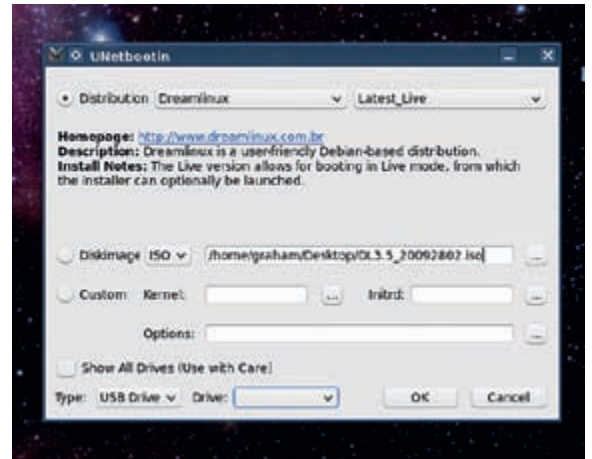 UNetbootin
Distribution Dreamlinux Latest_Live
Homepage: http://www.dreamlinux.com.br
Description: Dreamlinux is a user-friendly Debian-based distribution.
Install Notes: The Live version allows for booting in Live mode, from which
the installer can optionally be launched.
Diskimage ISO /home/graham/Desktop/DL3.5_20092802.iso ...
Custom Kernel: ... Initrd: ...
Options: ...
Show All Drives (Use with Care)
Type: USB Drive Drive: OK Cancel